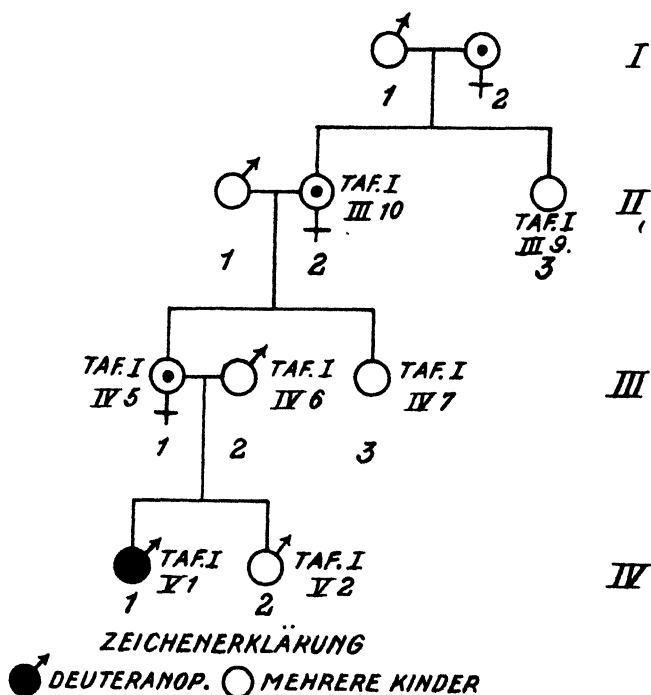 I
1 2
TAF. I
III 10
TAF. I
III 9.
II
1 2 3
TAF. I
IV 5
TAF. I
IV 6
TAF. I
IV 7
III
1 2 3
TAF. I
V 1
TAF. I
V 2
IV
1 2
ZEICHENERKLÄRUNG
DEUTERANOP. MEHRERE KINDER